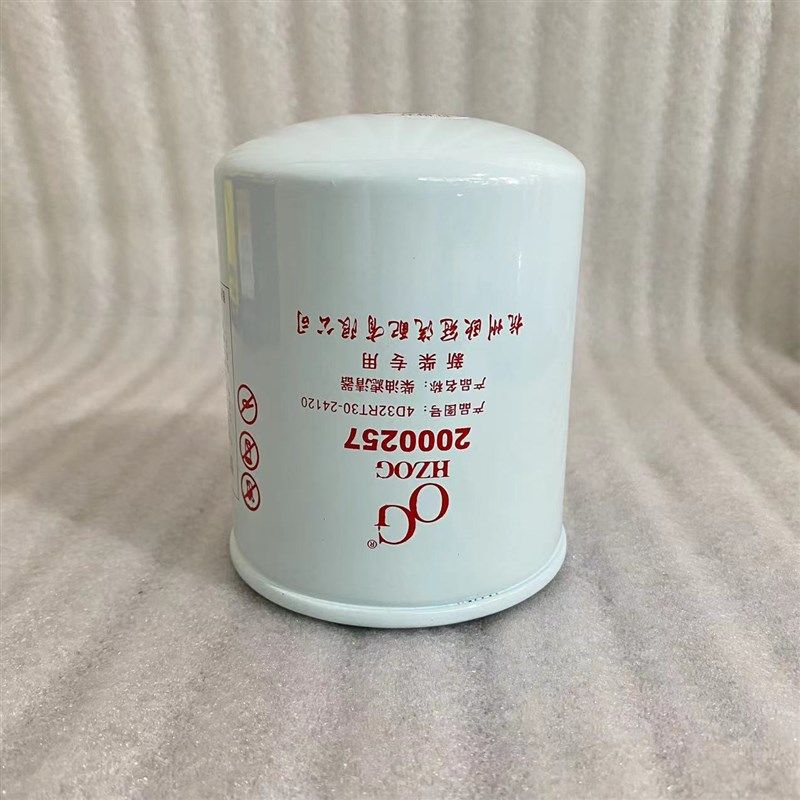 OG®
HZOG
2000257
产品图号：4D32RT30-24120
产品名称：柴油滤清器
新柴专用
杭州欧冠汽配有限公司